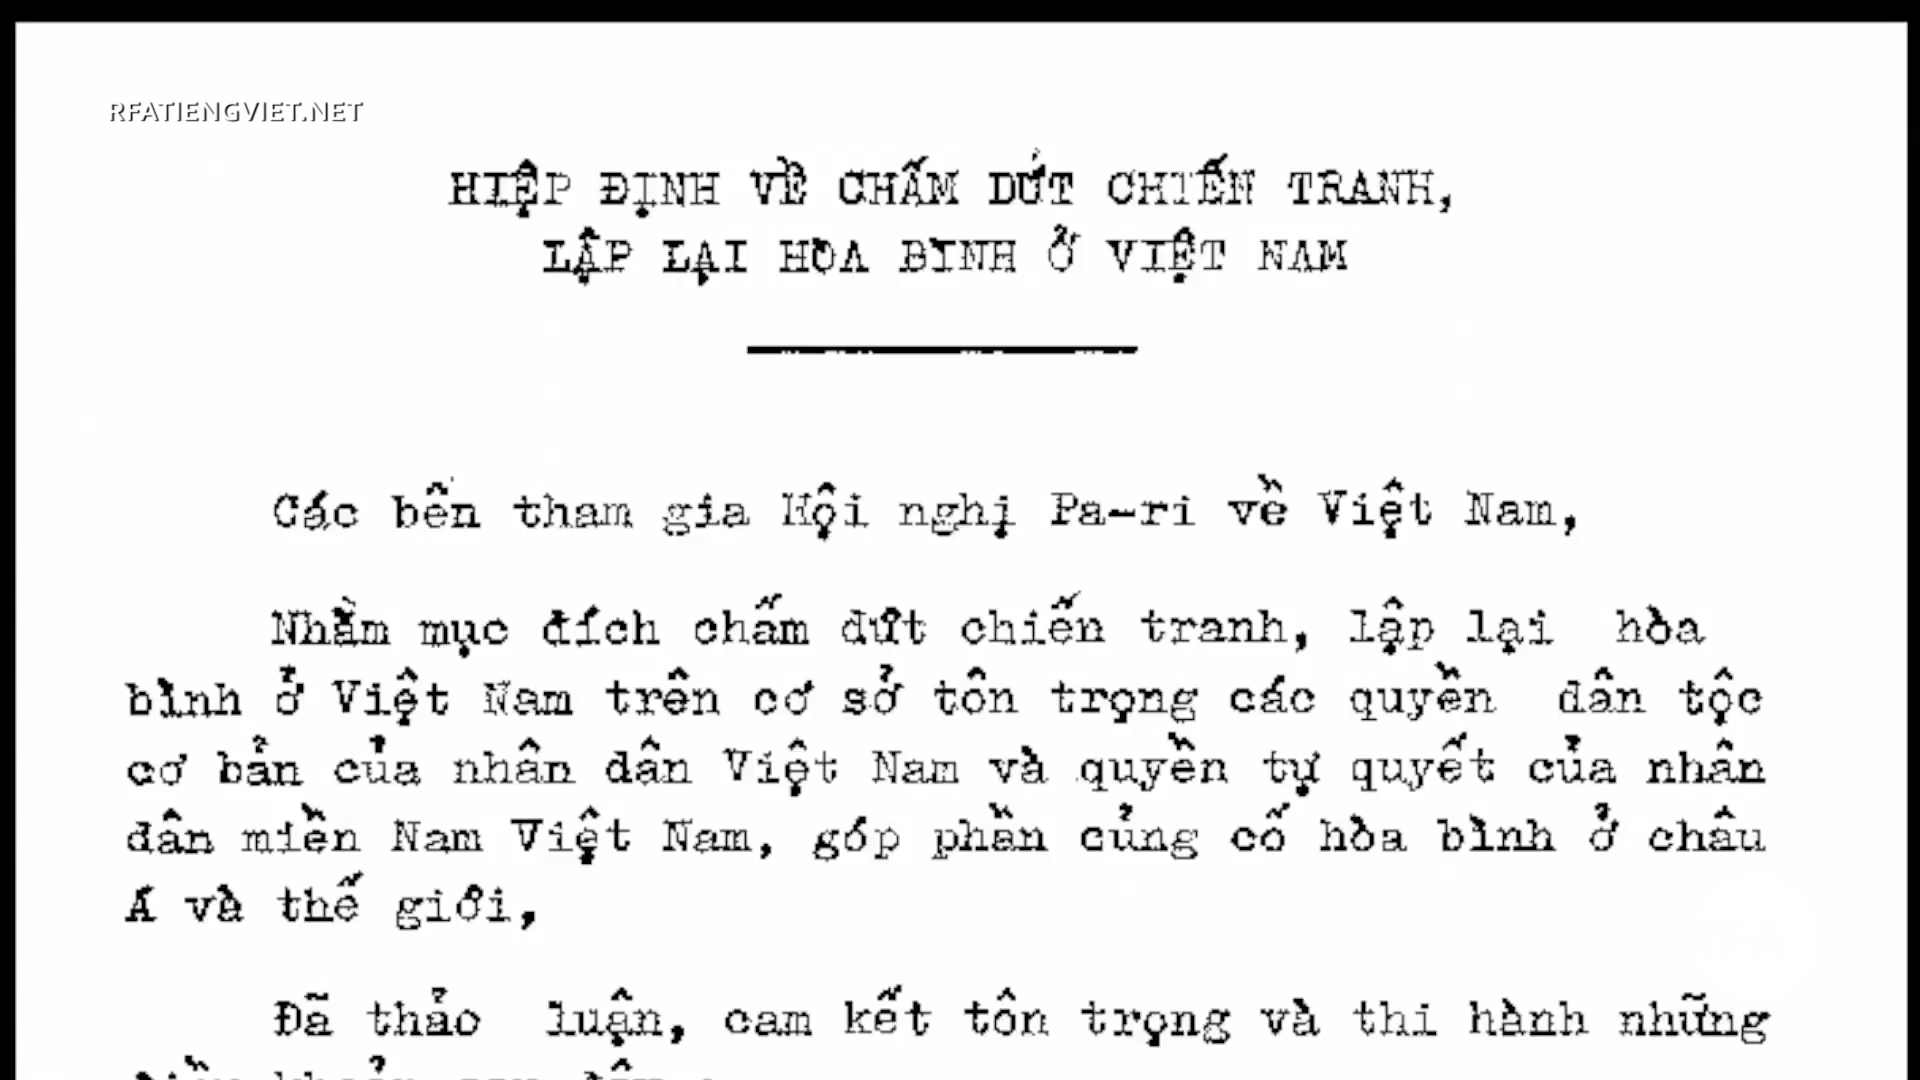 RFATIENGVIET.NET
HIỆP ĐỊNH VỀ CHẤM DỨT CHIẾN TRANH,
LẬP LẠI HÒA BÌNH Ở VIỆT NAM
Các bên tham gia Hội nghị Pa-ri về Việt Nam,
Nhằm mục đích chấm dứt chiến tranh, lập lại hòa
bình ở Việt Nam trên cơ sở tôn trọng các quyền dân tộc
cơ bản của nhân dân Việt Nam và quyền tự quyết của nhân
dân miền Nam Việt Nam, góp phần củng cố hòa bình ở châu
Á và thế giới,
Đã thảo luận, cam kết tôn trọng và thi hành những